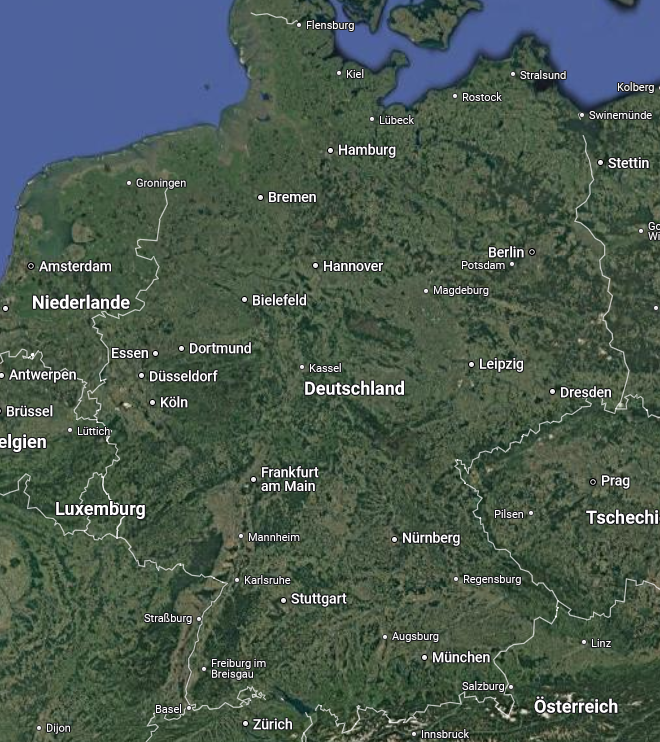 Flensburg
Kiel
Stralsund
Kolberg
Rostock
Lübeck
Swinemünde
Hamburg
Stettin
Groningen
Bremen
Go
Wi
Berlin
Amsterdam
Hannover
Potsdam
Magdeburg
Niederlande
Bielefeld
Essen
Dortmund
Kassel
Leipzig
Antwerpen
Düsseldorf
Deutschland
Dresden
Köln
Brüssel
Lüttich
elgien
Frankfurt
am Main
Prag
Luxemburg
Pilsen
Tschechi
Mannheim
Nürnberg
Karlsruhe
Regensburg
Stuttgart
Straßburg
Augsburg
Linz
München
Freiburg im
Breisgau
Salzburg
Basel
Österreich
Zürich
Dijon
Innsbruck